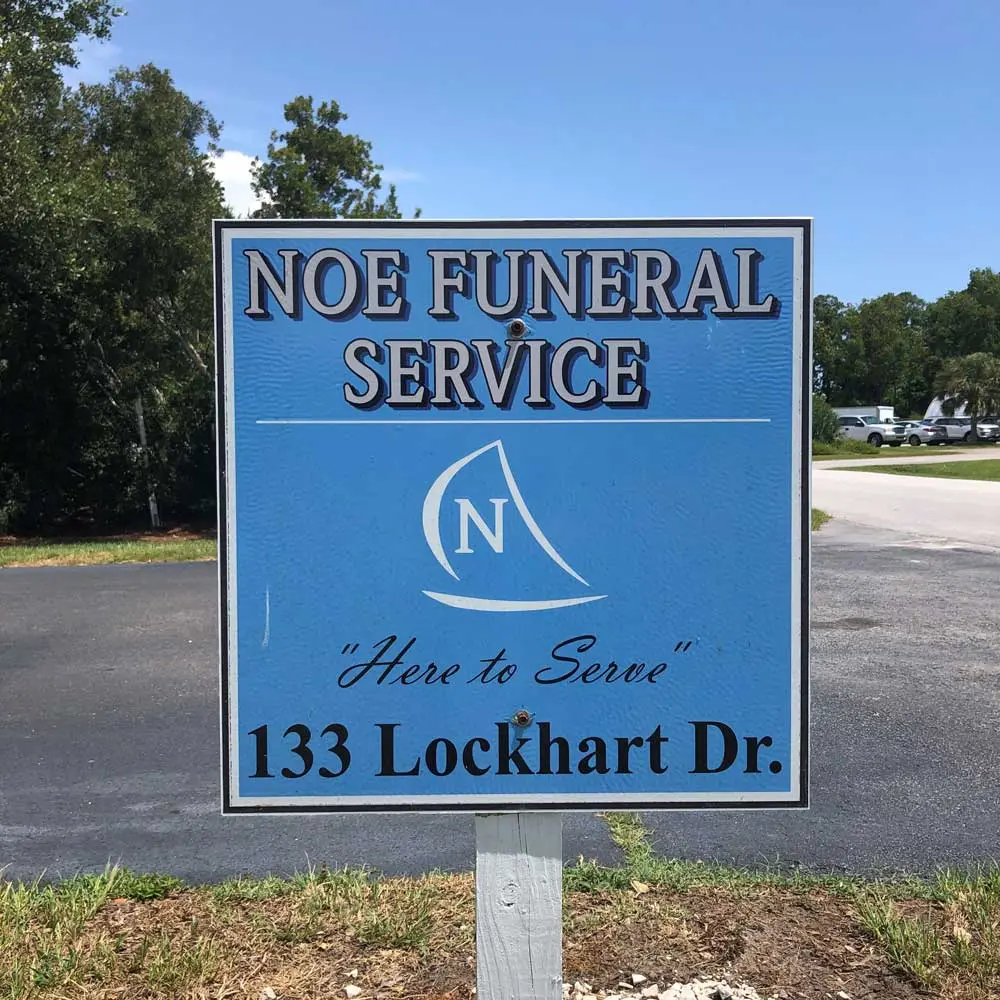 NOE FUNERAL
SERVICE
N
"Here to Serve"
133 Lockhart Dr.